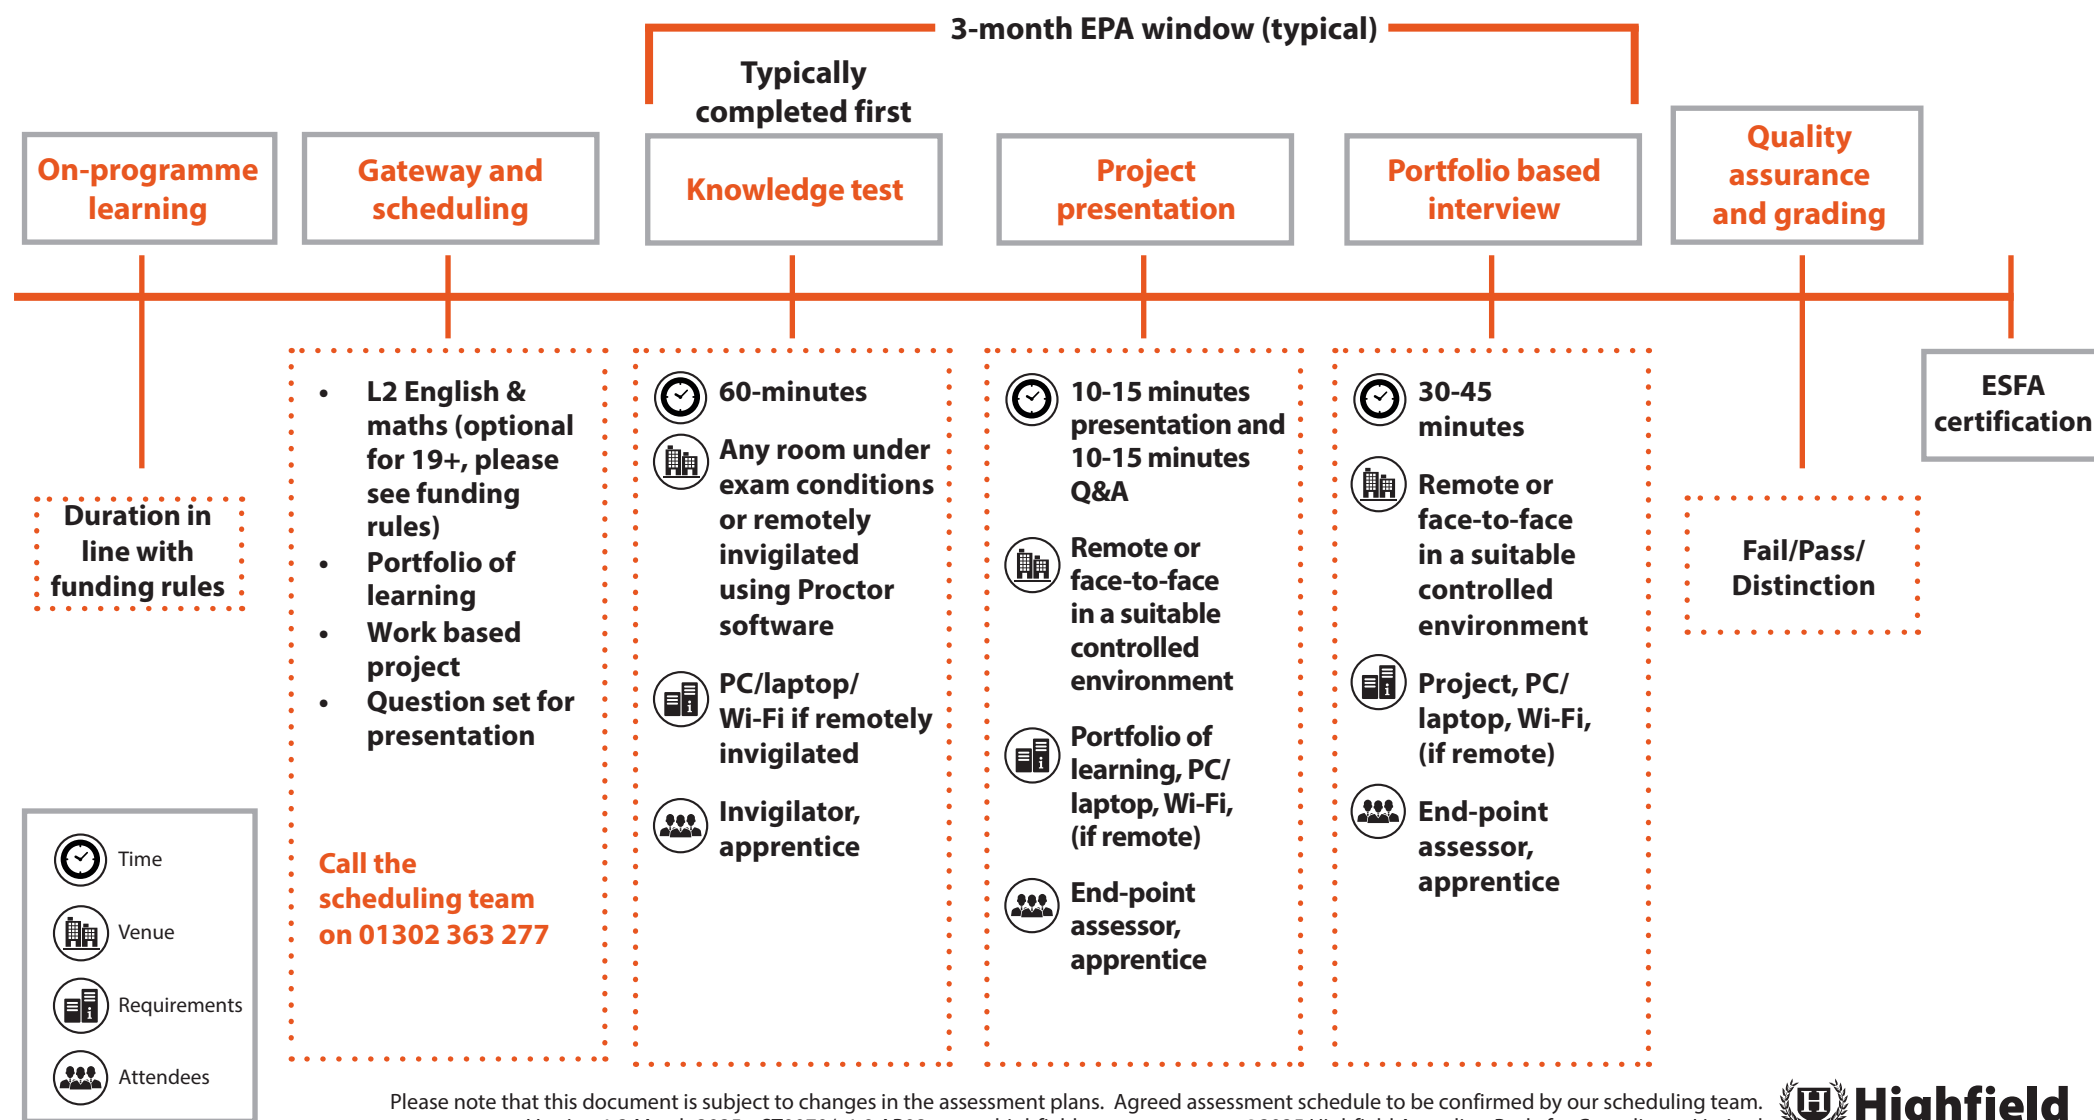 3-month EPA window (typical)
Typically
completed first
On-programme
learning
Gateway and
scheduling
Knowledge test
Project
presentation
Portfolio based
interview
Quality
assurance
and grading
Duration in
line with
funding rules
• L2 English &
maths (optional
for 19+, please
see funding
rules)
• Portfolio of
learning
• Work based
project
• Question set for
presentation
Call the
scheduling team
on 01302 363 277
60-minutes
Any room under
exam conditions
or remotely
invigilated
using Proctor
software
PC/laptop/
Wi-Fi if remotely
invigilated
Invigilator,
apprentice
10-15 minutes
presentation and
10-15 minutes
Q&A
Remote or
face-to-face
in a suitable
controlled
environment
Portfolio of
learning, PC/
laptop, Wi-Fi,
(if remote)
End-point
assessor,
apprentice
30-45
minutes
Remote or
face-to-face
in a suitable
controlled
environment
Project, PC/
laptop, Wi-Fi,
(if remote)
End-point
assessor,
apprentice
Fail/Pass/
Distinction
ESFA
certification
Time
Venue
Requirements
i
Attendees
Please note that this document is subject to changes in the assessment plans. Agreed assessment schedule to be confirmed by our scheduling team.
H Highfield